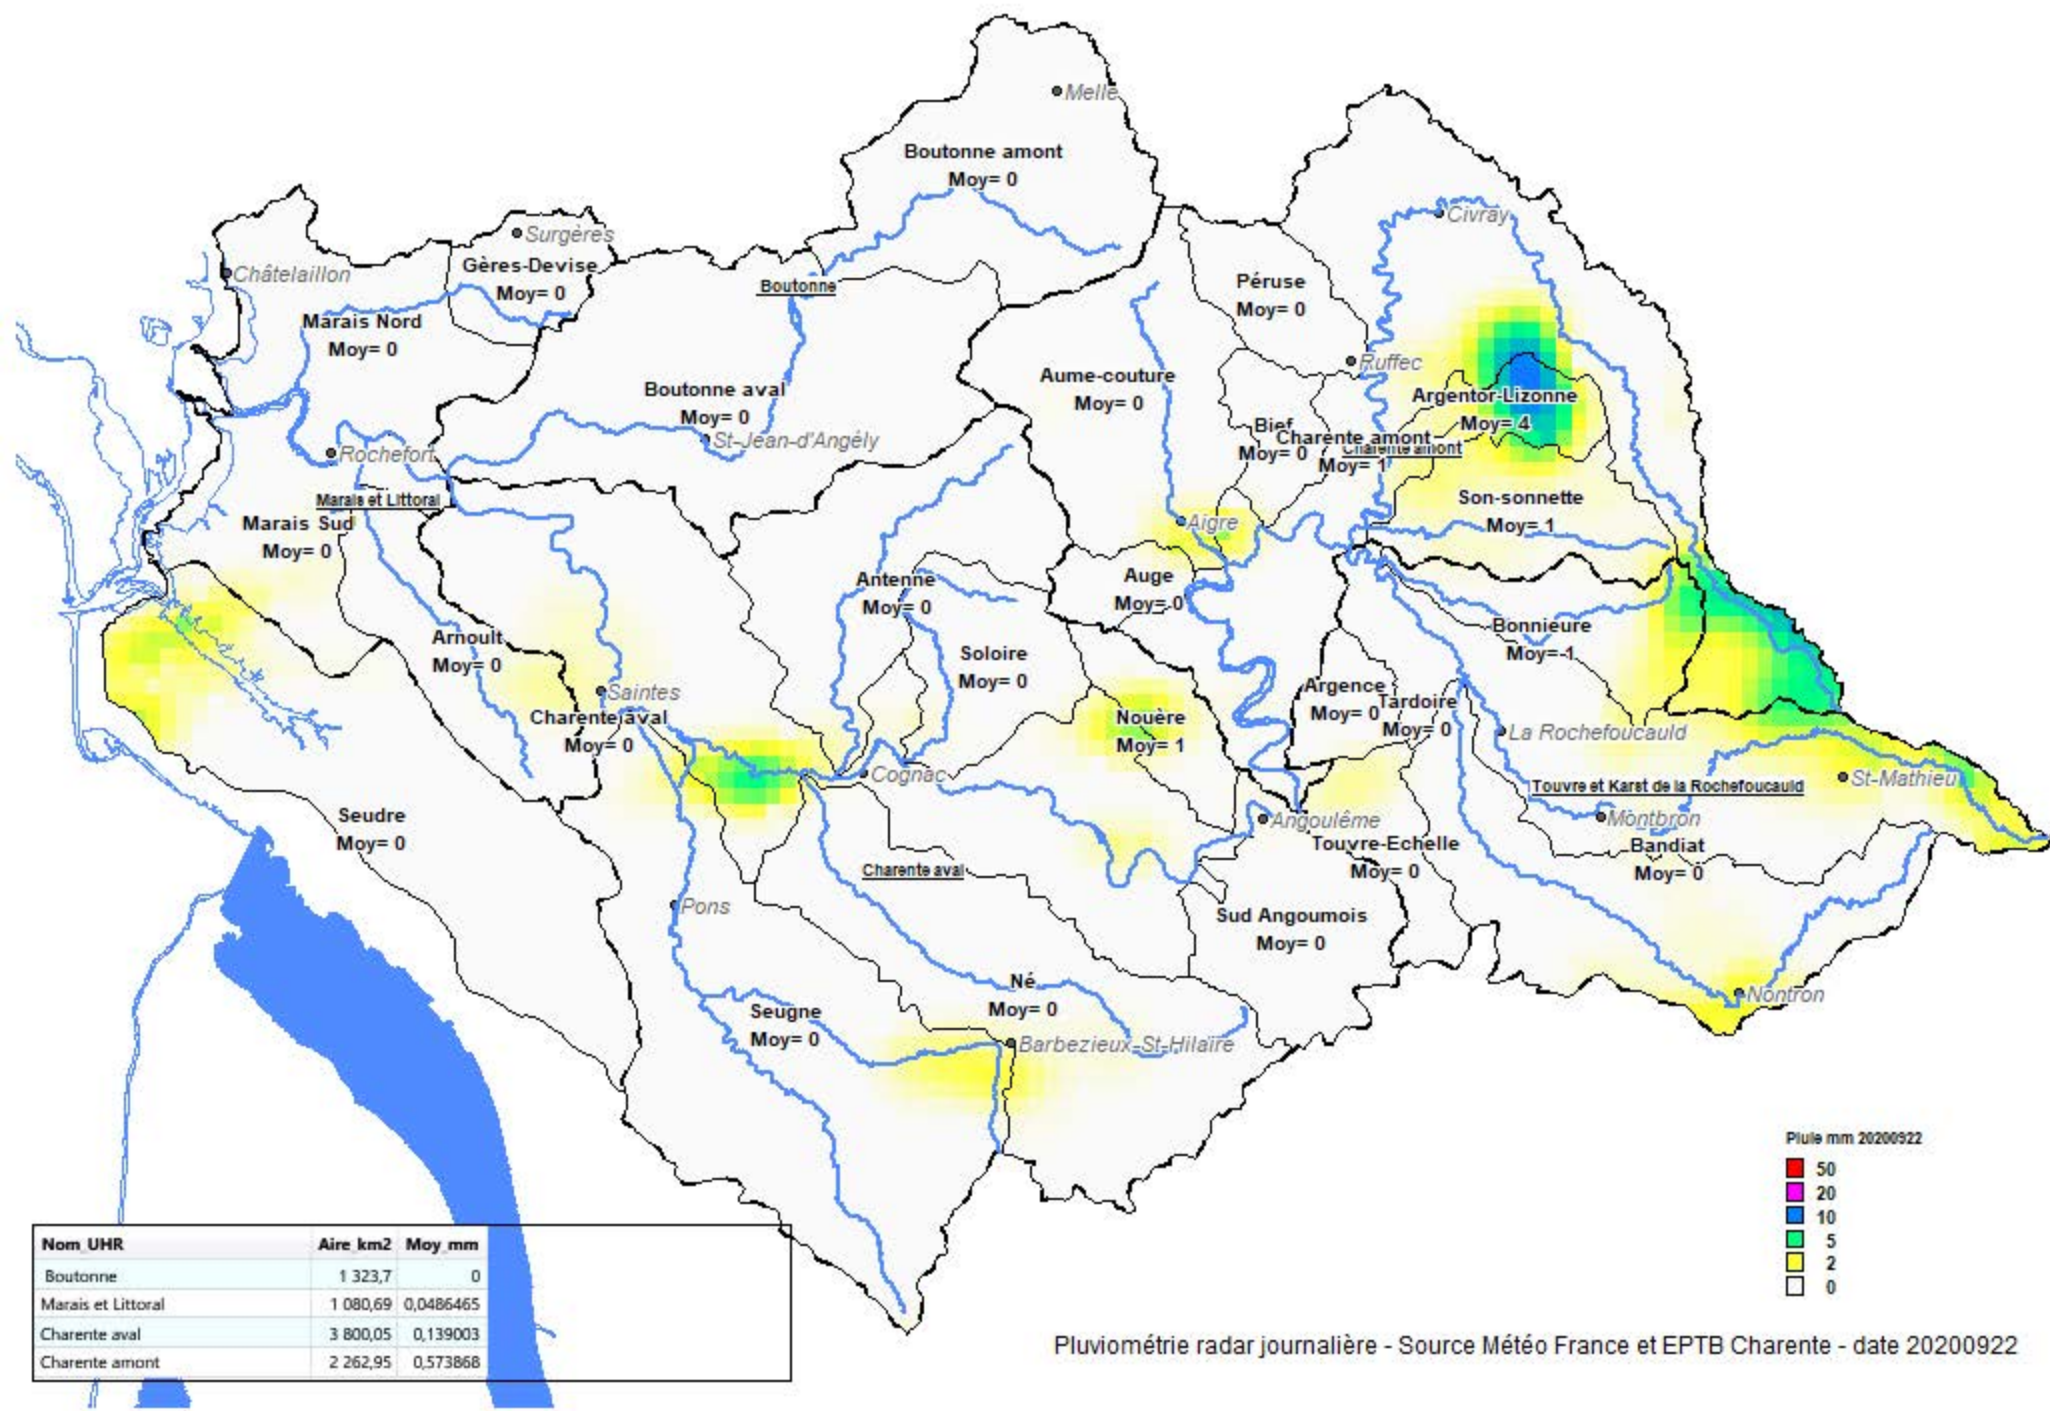 Melle
Boutonne amont
Moy= 0
Civray
Surgères
Châtelaillon
Gères-Devise
Moy= 0
Boutonne
Péruse
Moy= 0
Marais Nord
Moy= 0
Ruffec
Aume-couture
Moy= 0
Boutonne aval
Moy= 0
Argentor-Lizonne
Moy= 4
St-Jean-d'Angély
Bief
Moy= 0
Charente amont
Moy= 1
Charente amont
Rochefort
Marais et Littoral
Marais Sud
Moy= 0
Son-sonnette
Moy= 1
Aigre
Antenne
Moy= 0
Auge
Moy= 0
Arnoult
Moy= 0
Bonnieure
Moy= 1
Soloire
Moy= 0
Saintes
Argence
Moy= 0
Tardoire
Moy= 0
Charente aval
Moy= 0
Nouère
Moy= 1
La Rochefoucauld
Cognac
Touvre et Karst de la Rochefoucauld
St-Mathieu
Seudre
Moy= 0
Angoulême
Montbron
Touvre-Echelle
Moy= 0
Bandiat
Moy= 0
Charente aval
Pons
Sud Angoumois
Moy= 0
Né
Moy= 0
Nontron
Seugne
Moy= 0
Barbezieux-St-Hilaire
Pluie mm 20200922
50
20
10
5
2
0
Nom_UHR Aire_km2 Moy_mm
Boutonne 1 323,7 0
Marais et Littoral 1 080,69 0,0486465
Charente aval 3 800,05 0,139003
Charente amont 2 262,95 0,573868
Pluviométrie radar journalière - Source Météo France et EPTB Charente - date 20200922